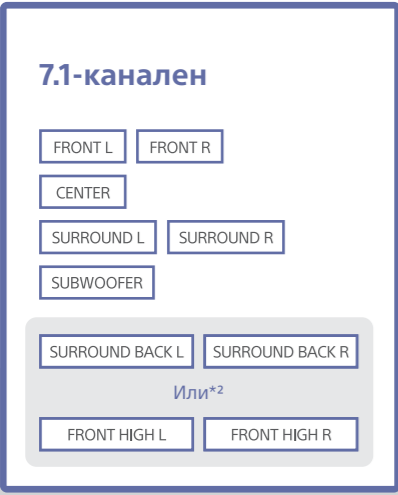 7.1-канален
FRONT L FRONT R
CENTER
SURROUND L SURROUND R
SUBWOOFER
SURROUND BACK L SURROUND BACK R
Или*²
FRONT HIGH L FRONT HIGH R